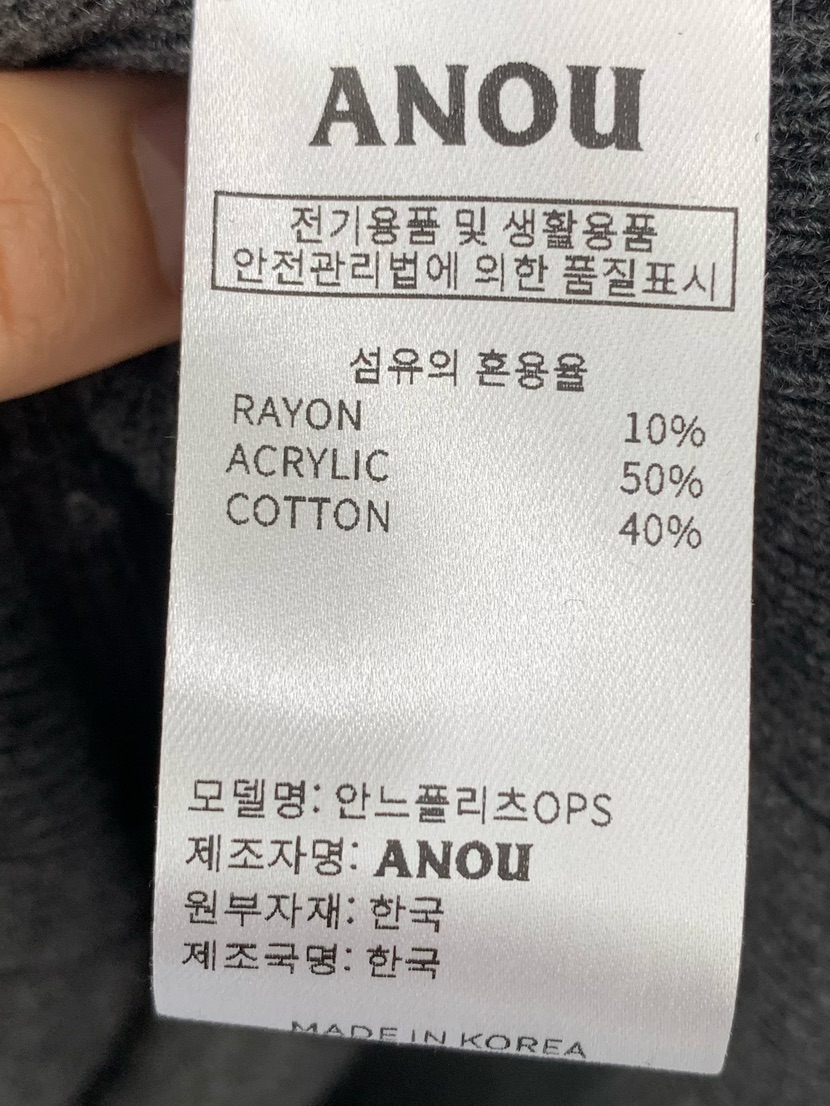 ANOU
전기용품 및 생활용품
안전관리법에 의한 품질표시
섬유의 혼용율
RAYON 10%
ACRYLIC 50%
COTTON 40%
모델명: 안느플리츠OPS
제조자명: ANOU
원부자재: 한국
제조국명: 한국
MADE IN KOREA